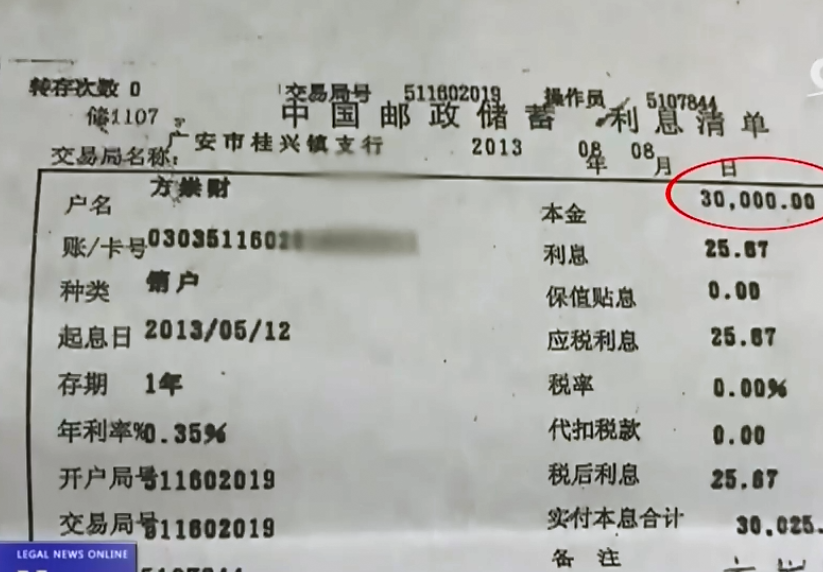 转存次数 0 交易局号 511602019 操作员 5107844
储1107 中国邮政储蓄 利息清单
交易局名称: 广安市桂兴镇支行 2013 年 08 月 08 日
户名 方崇财 本金 30,000.00
账/卡号 0303511602 利息 25.67
种类 销户 保值贴息 0.00
起息日 2013/05/12 应税利息 25.67
存期 1年 税率 0.00%
年利率% 0.35% 代扣税款 0.00
开户局号 511602019 税后利息 25.67
交易局号 511602019 实付本息合计 30,025.
备注
LEGAL NEWS ONLINE